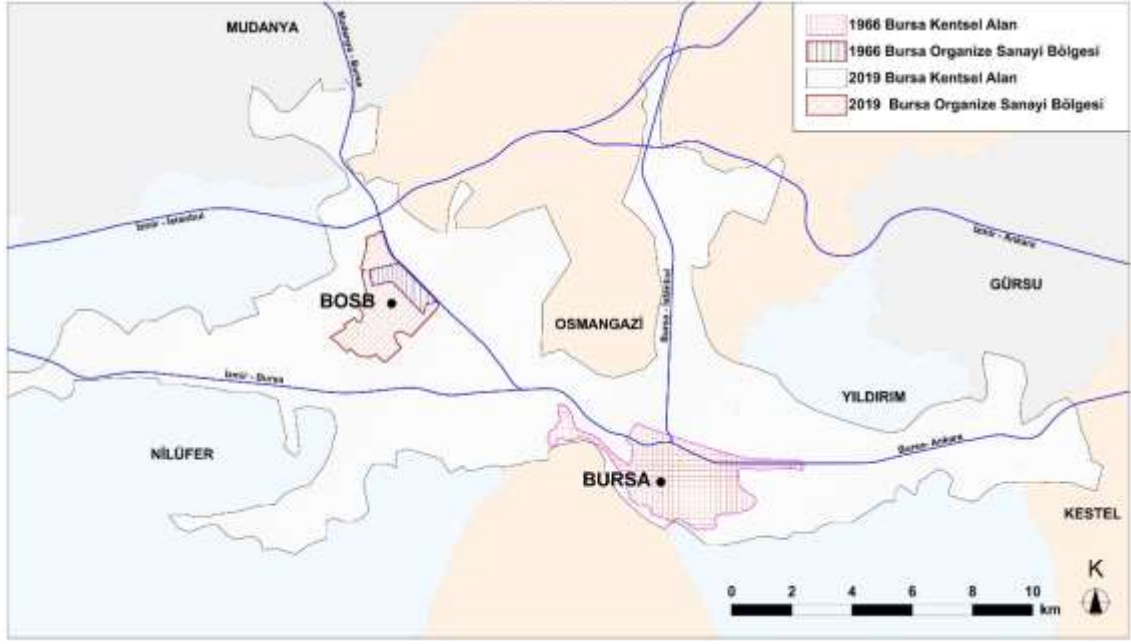 MUDANYA
Mudanya - Bursa
1966 Bursa Kentsel Alan
1966 Bursa Organize Sanayi Bölgesi
2019 Bursa Kentsel Alan
2019 Bursa Organize Sanayi Bölgesi
İzmir - İstanbul
İzmir - Ankara
GÜRSU
BOSB
OSMANGAZİ
Bursa - İstanbul
İzmir - Bursa
YILDIRIM
NİLÜFER
Bursa- Ankara
BURSA
KESTEL
K
0 2 4 6 8 10
km